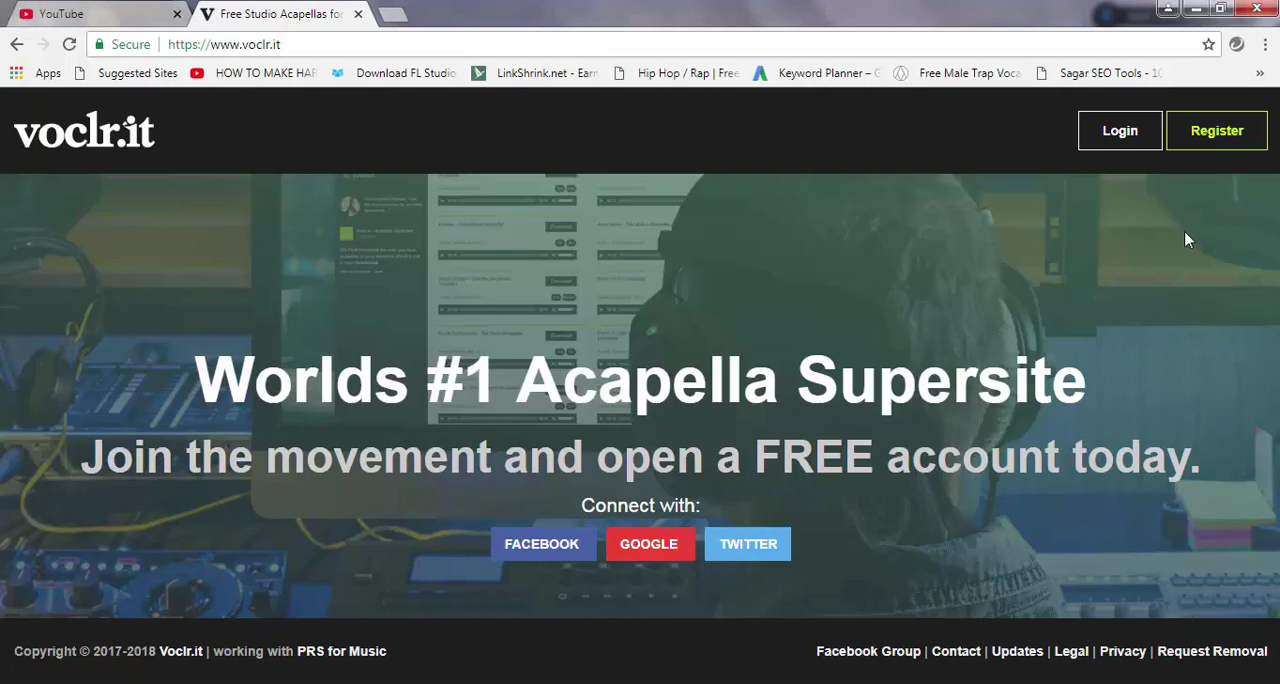 YouTube
Free Studio Acapellas for
Secure
https://www.voclr.it
Apps
Suggested Sites
HOW TO MAKE HAR
Download FL Studio
LinkShrink.net - Earn
Hip Hop / Rap | Free
Keyword Planner – G
Free Male Trap Voca
Sagar SEO Tools - 10
voclr.it
Login
Register
Worlds #1 Acapella Supersite
Join the movement and open a FREE account today.
Connect with:
FACEBOOK
GOOGLE
TWITTER
Copyright © 2017-2018 Voclr.it | working with PRS for Music
Facebook Group | Contact | Updates | Legal | Privacy | Request Removal